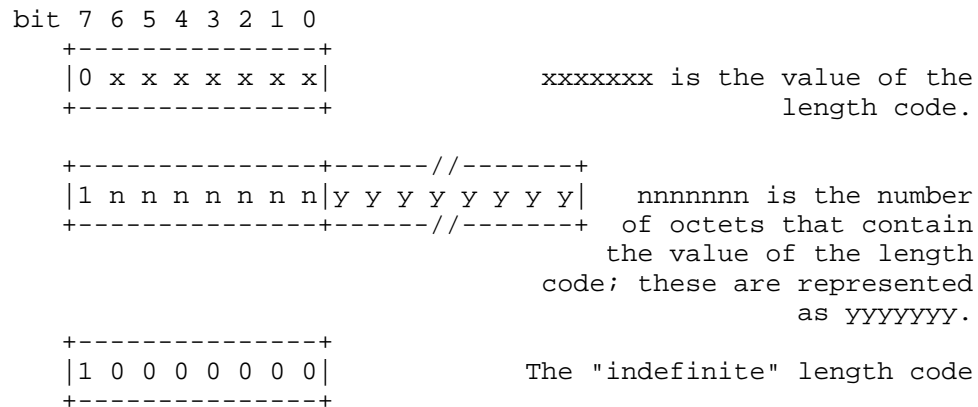 bit 7 6 5 4 3 2 1 0
+---------------+
|0 x x x x x x x| xxxxxxx is the value of the
+---------------+ length code.
+---------------+------//-------+
|1 n n n n n n n|y y y y y y y y| nnnnnnn is the number
+---------------+------//-------+ of octets that contain
the value of the length
code; these are represented
as yyyyyyy.
+---------------+
|1 0 0 0 0 0 0 0| The "indefinite" length code
+---------------+